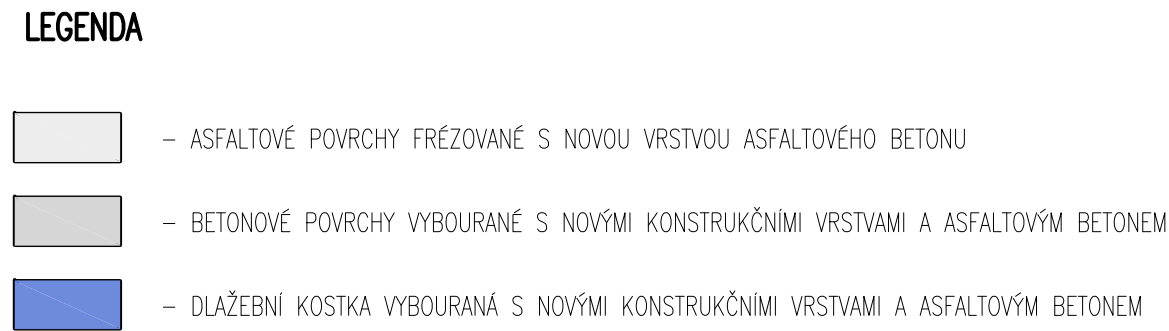 LEGENDA
– ASFALTOVÉ POVRCHY FRÉZOVANÉ S NOVOU VRSTVOU ASFALTOVÉHO BETONU
– BETONOVÉ POVRCHY VYBOURANÉ S NOVÝMI KONSTRUKČNÍMI VRSTVAMI A ASFALTOVÝM BETONEM
– DLAŽEBNÍ KOSTKA VYBOURANÁ S NOVÝMI KONSTRUKČNÍMI VRSTVAMI A ASFALTOVÝM BETONEM